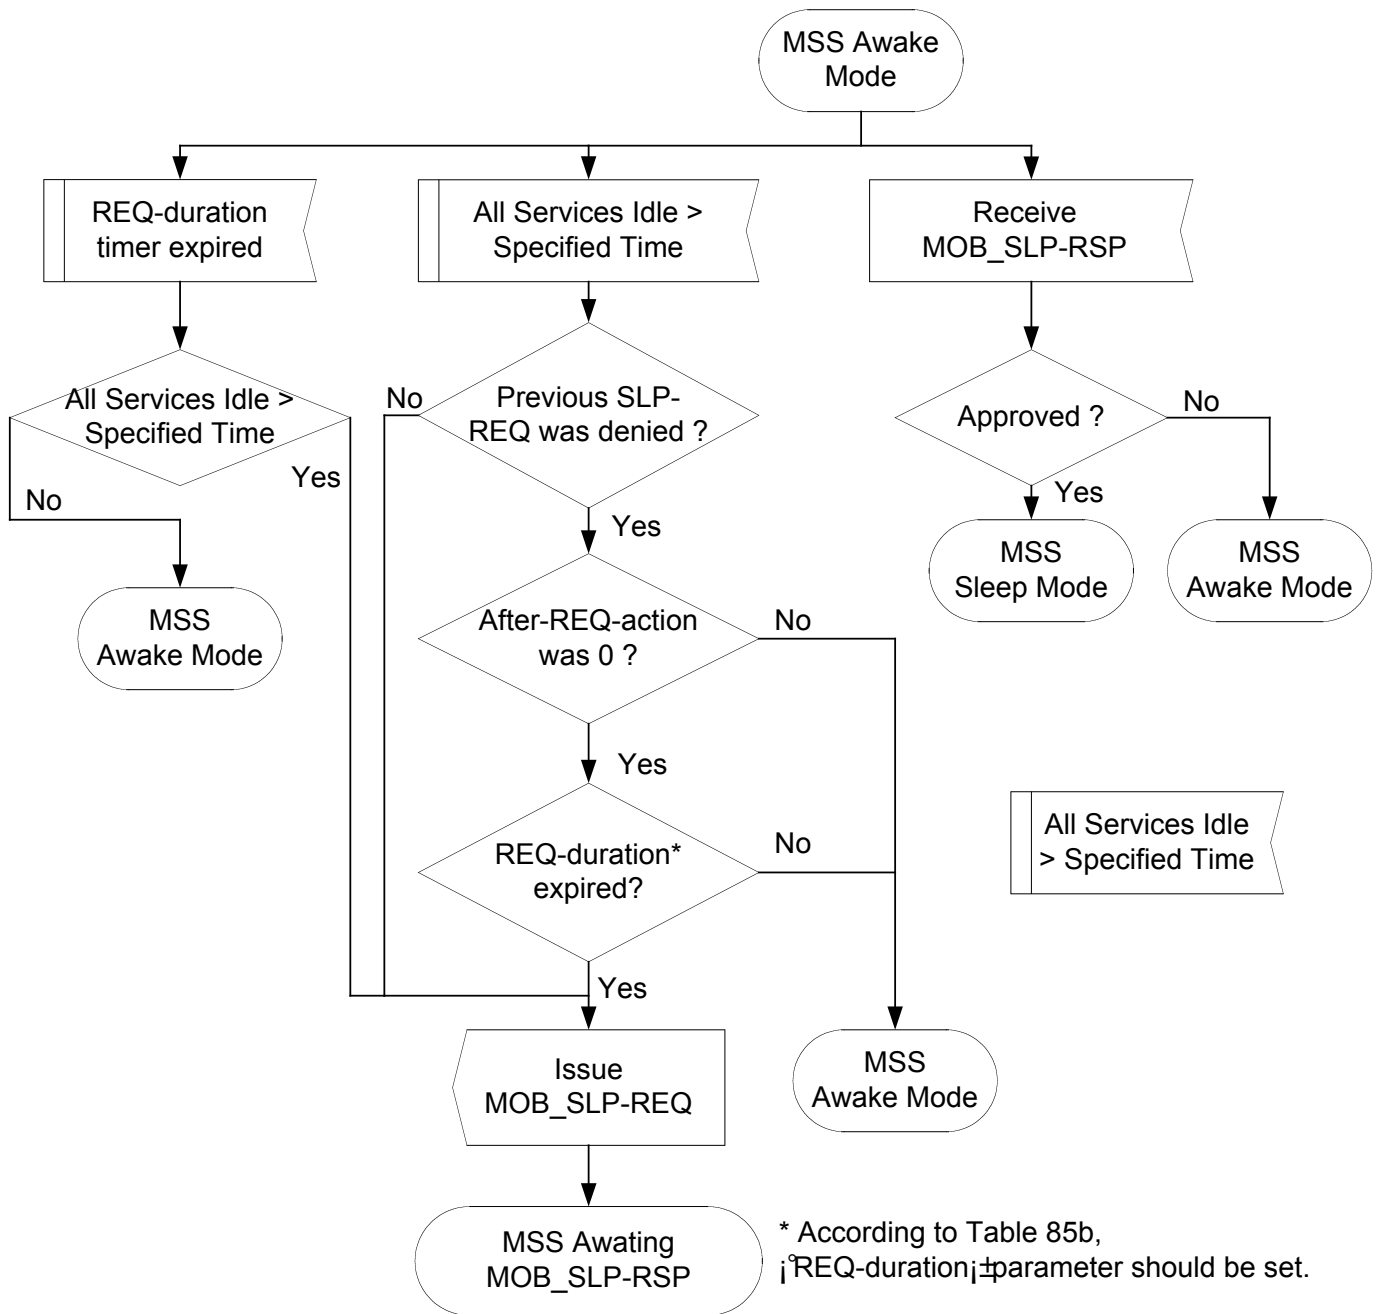 MSS Awake
Mode
REQ-duration
timer expired
All Services Idle >
Specified Time
Receive
MOB_SLP-RSP
All Services Idle >
Specified Time
No
Yes
MSS
Awake Mode
No
Previous SLP-
REQ was denied ?
Yes
Approved ?
No
Yes
MSS
Sleep Mode
MSS
Awake Mode
After-REQ-action
was 0 ?
No
Yes
REQ-duration*
expired?
No
Yes
All Services Idle
> Specified Time
Issue
MOB_SLP-REQ
MSS
Awake Mode
MSS Awating
MOB_SLP-RSP
* According to Table 85b,
¡°REQ-duration¡±parameter should be set.